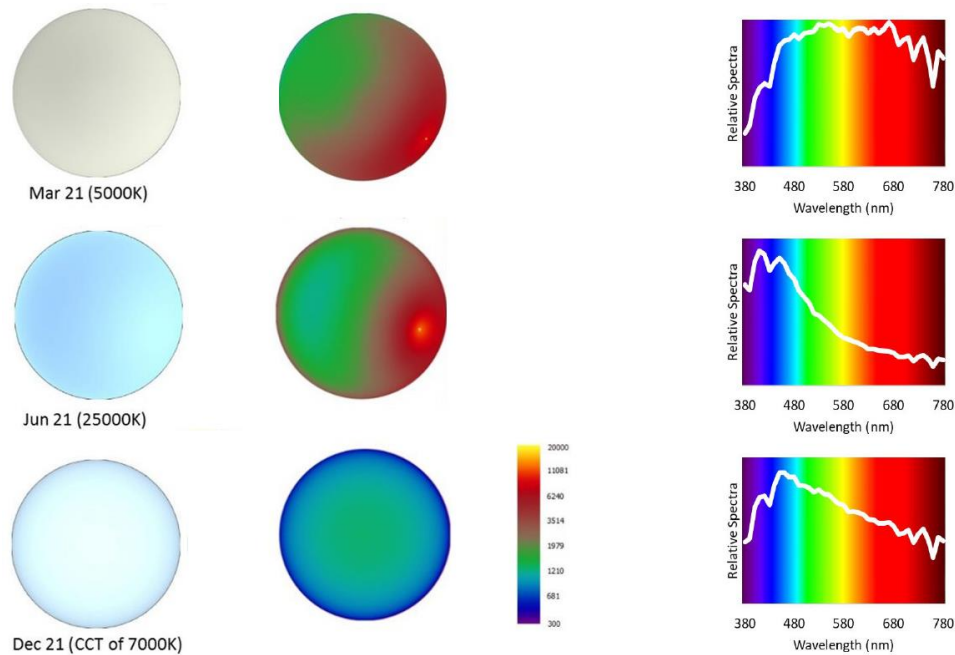 Relative Spectra
380 480 580 680 780
Wavelength (nm)
Mar 21 (5000K)
Relative Spectra
380 480 580 680 780
Wavelength (nm)
Jun 21 (25000K)
20000
11081
6240
3514
1979
1210
681
300
Relative Spectra
380 480 580 680 780
Wavelength (nm)
Dec 21 (CCT of 7000K)